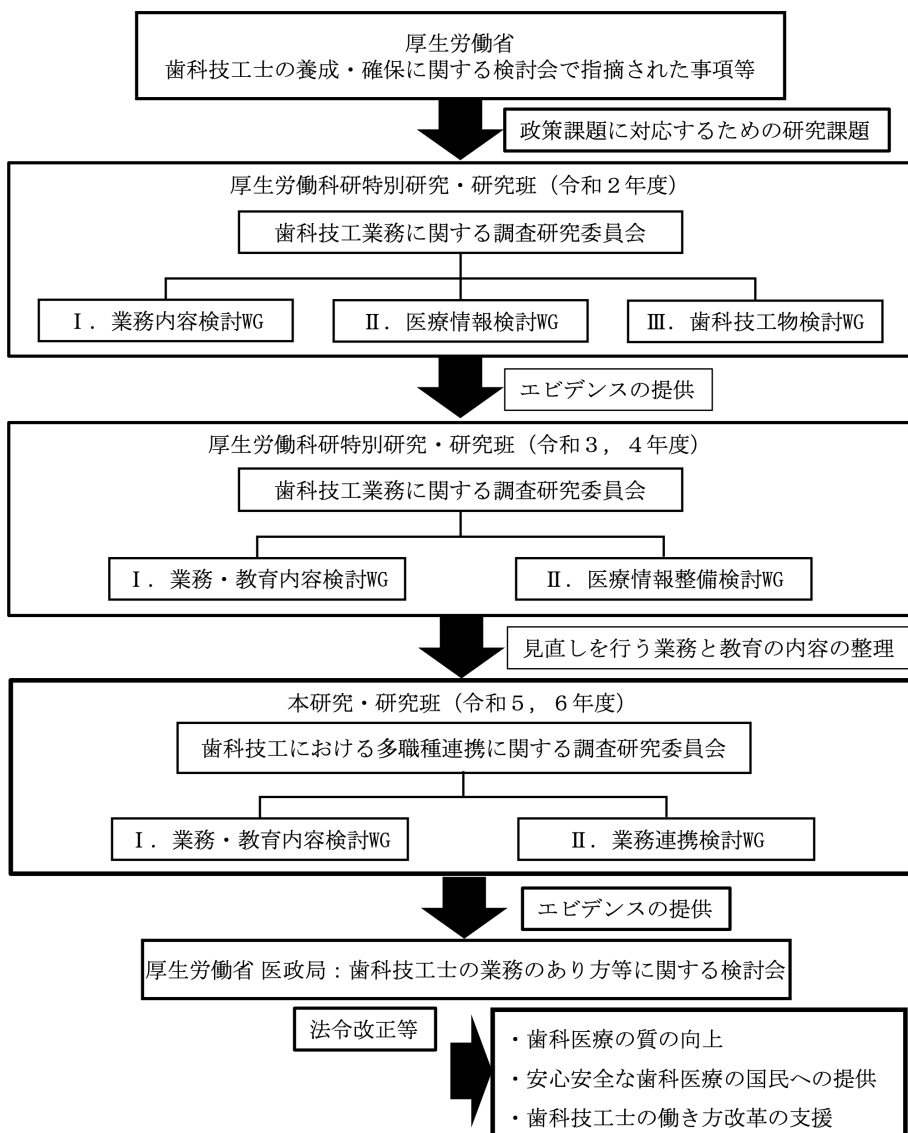 厚生労働省
歯科技工士の養成・確保に関する検討会で指摘された事項等
政策課題に対応するための研究課題
厚生労働科研特別研究・研究班（令和２年度）
歯科技工業務に関する調査研究委員会
Ⅰ．業務内容検討WG
Ⅱ．医療情報検討WG
Ⅲ．歯科技工物検討WG
エビデンスの提供
厚生労働科研特別研究・研究班（令和３，４年度）
歯科技工業務に関する調査研究委員会
Ⅰ．業務・教育内容検討WG
Ⅱ．医療情報整備検討WG
見直しを行う業務と教育の内容の整理
本研究・研究班（令和５，６年度）
歯科技工における多職種連携に関する調査研究委員会
Ⅰ．業務・教育内容検討WG
Ⅱ．業務連携検討WG
エビデンスの提供
厚生労働省 医政局：歯科技工士の業務のあり方等に関する検討会
法令改正等
・歯科医療の質の向上
・安心安全な歯科医療の国民への提供
・歯科技工士の働き方改革の支援